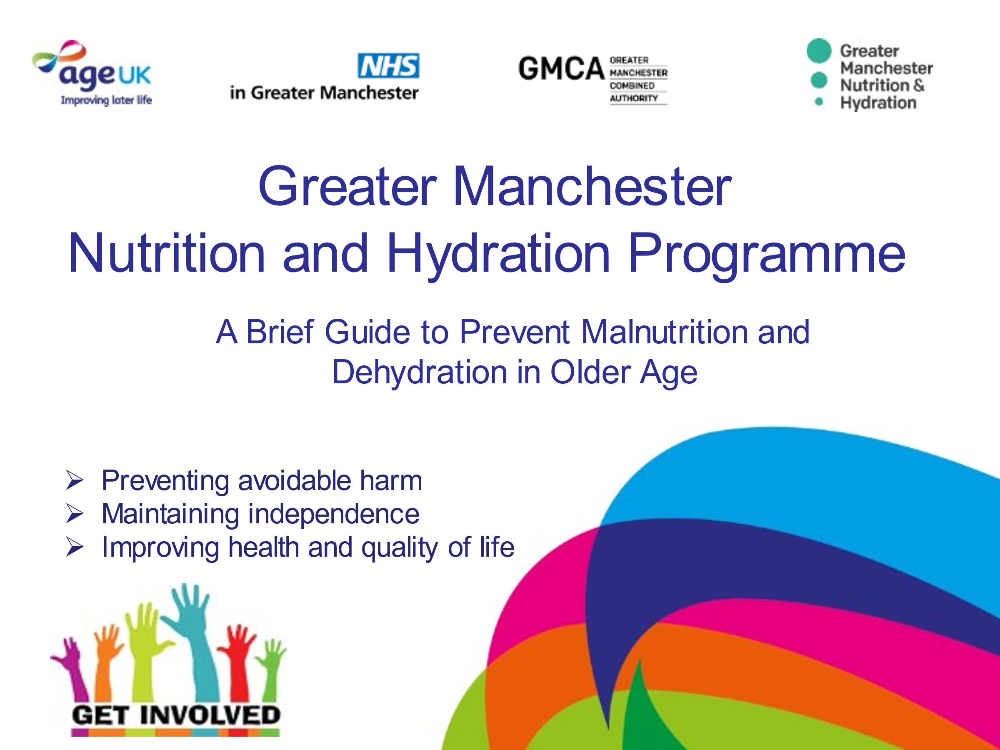 age UK
Improving later life
NHS
in Greater Manchester
GMCA
GREATER
MANCHESTER
COMBINED
AUTHORITY
Greater
Manchester
Nutrition &
Hydration
Greater Manchester
Nutrition and Hydration Programme
A Brief Guide to Prevent Malnutrition and
Dehydration in Older Age
Preventing avoidable harm
Maintaining independence
Improving health and quality of life
GET INVOLVED